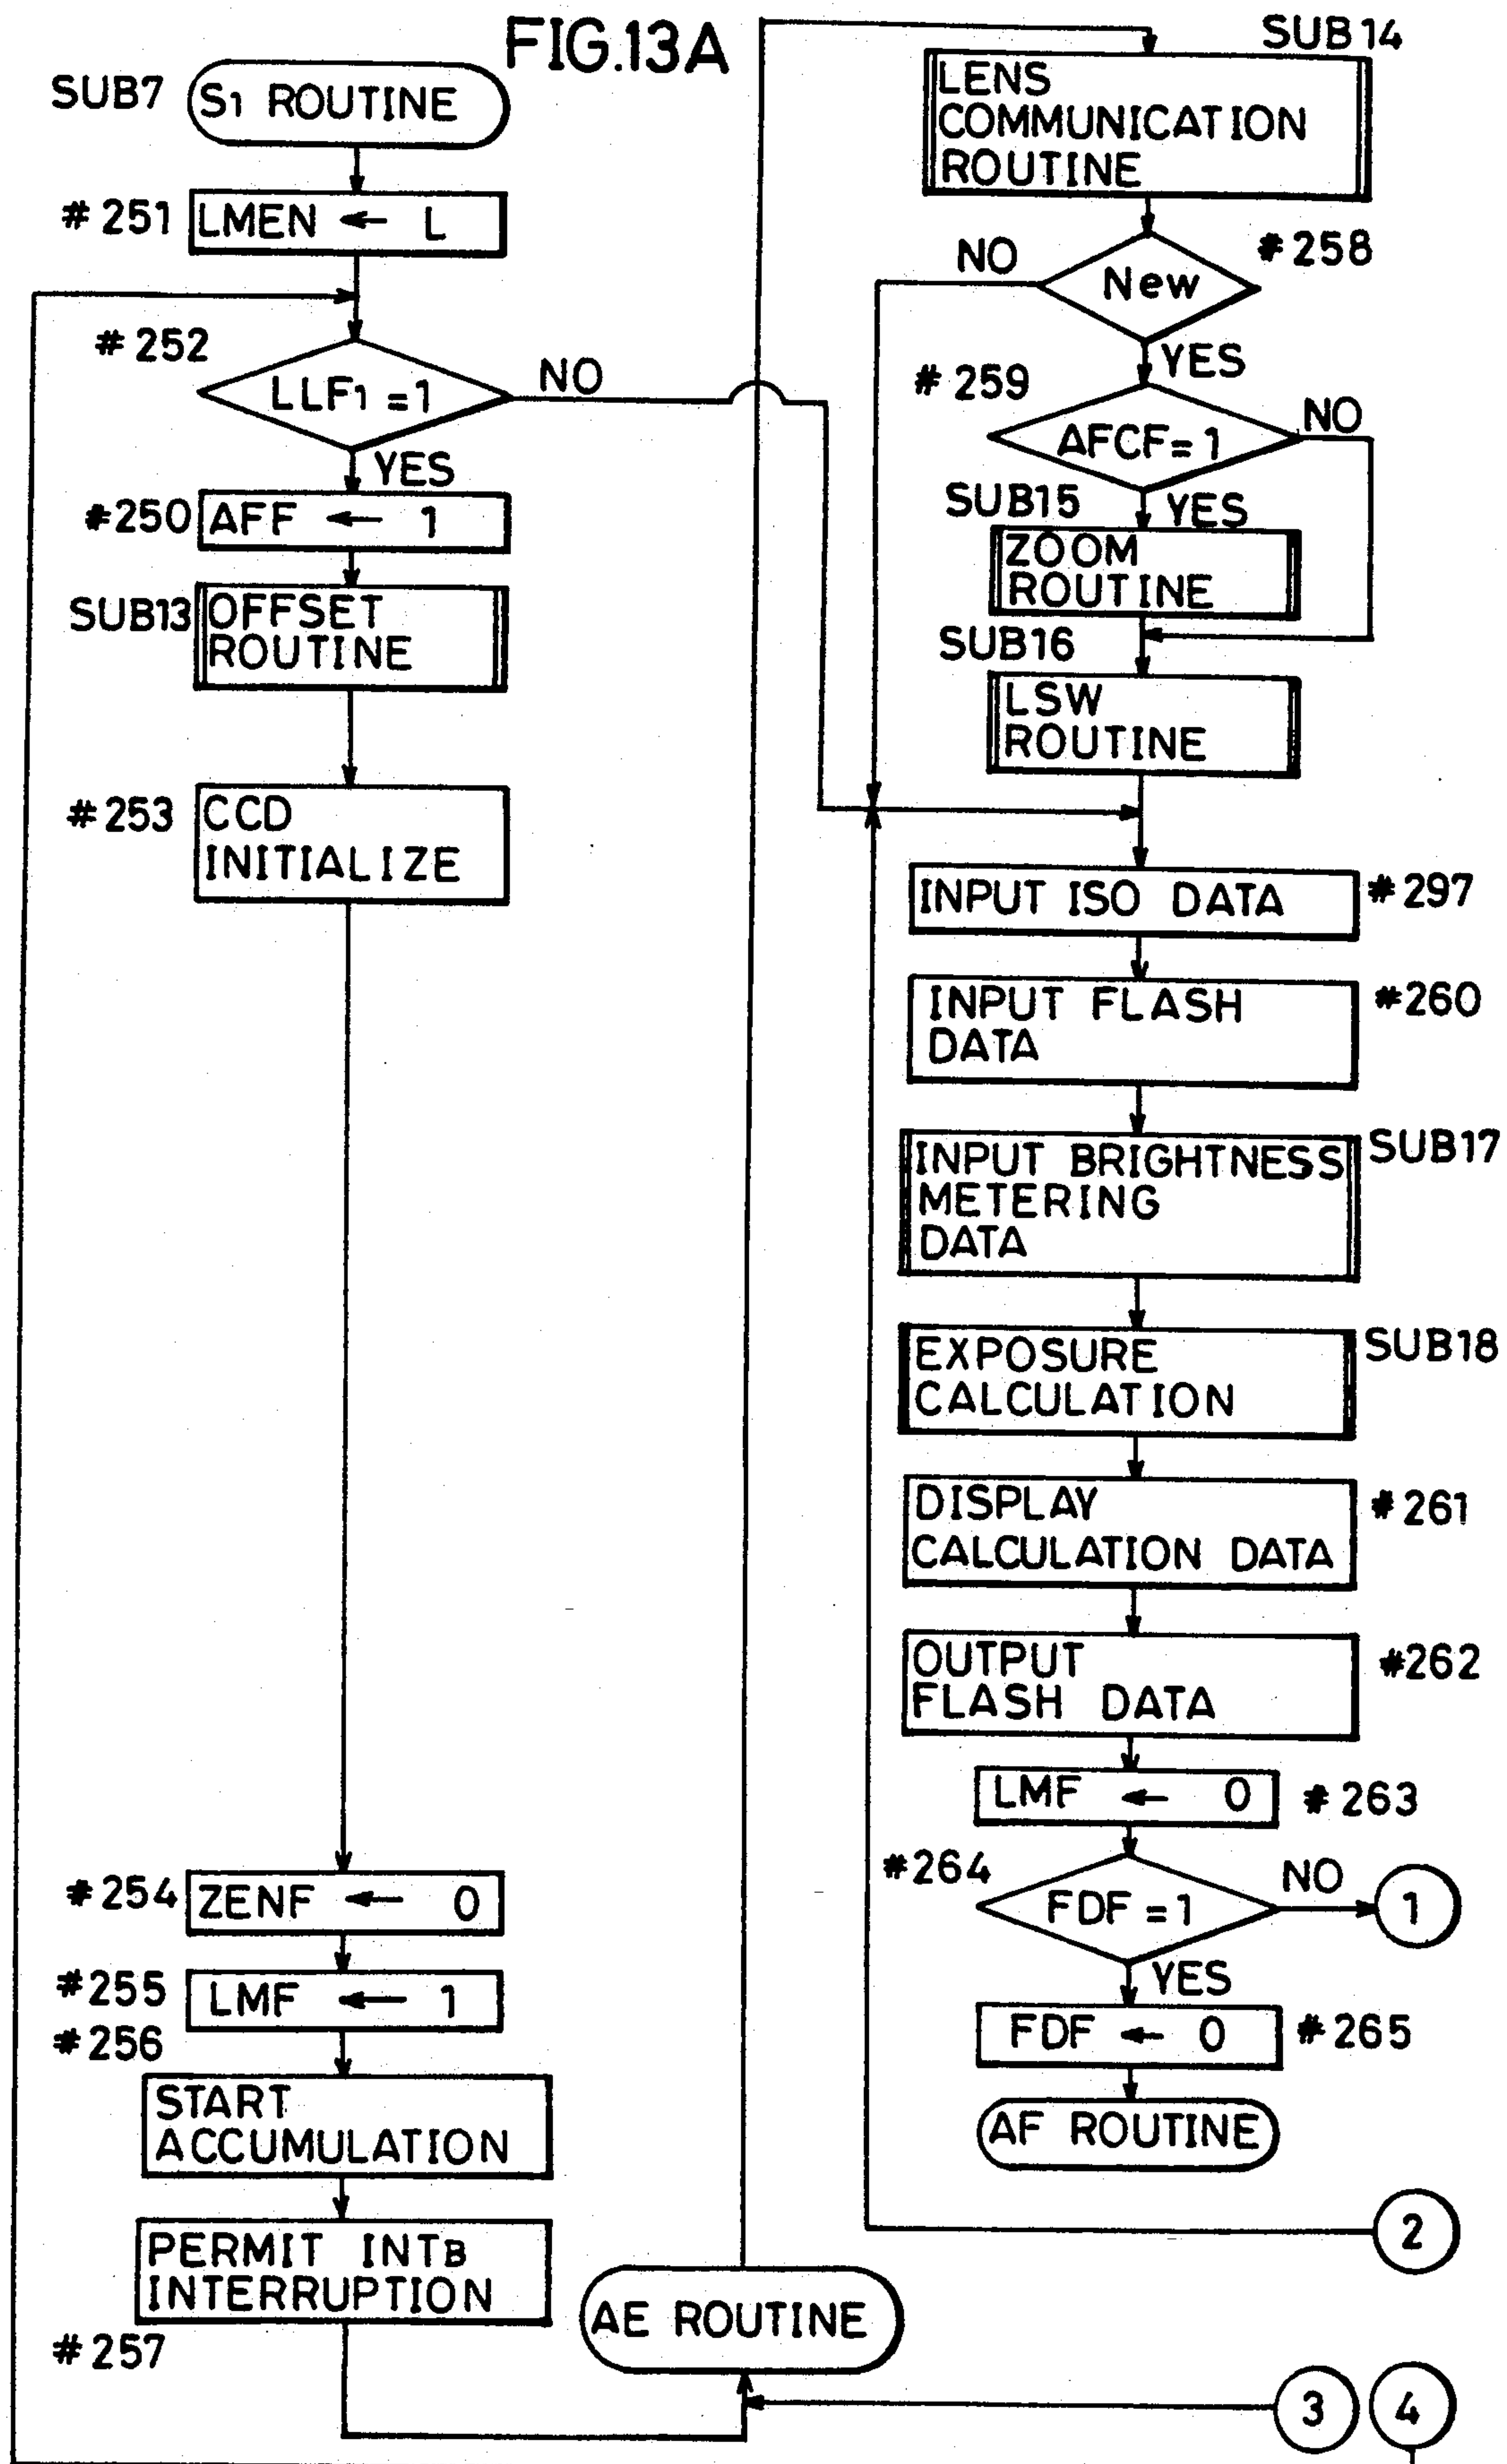 FIG.13A
SUB7
S1 ROUTINE
#251
LMEN ← L
#252
LLF1 =1
NO
YES
#250
AFF ← 1
SUB13
OFFSET
ROUTINE
#253
CCD
INITIALIZE
#254
ZENF ← 0
#255
LMF ← 1
#256
START
ACCUMULATION
PERMIT INTB
INTERRUPTION
#257
AE ROUTINE
SUB14
LENS
COMMUNICATION
ROUTINE
#258
New
NO
YES
#259
AFCF=1
NO
YES
SUB15
ZOOM
ROUTINE
SUB16
LSW
ROUTINE
INPUT ISO DATA
#297
INPUT FLASH
DATA
#260
INPUT BRIGHTNESS
METERING
DATA
SUB17
EXPOSURE
CALCULATION
SUB18
DISPLAY
CALCULATION DATA
#261
OUTPUT
FLASH DATA
#262
LMF ← 0
#263
#264
FDF =1
NO
1
YES
FDF ← 0
#265
AF ROUTINE
2
3
4